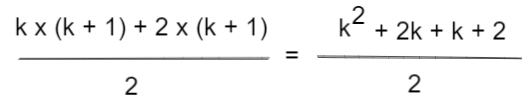 k x (k + 1) + 2 x (k + 1)
2
=
k² + 2k + k + 2
2